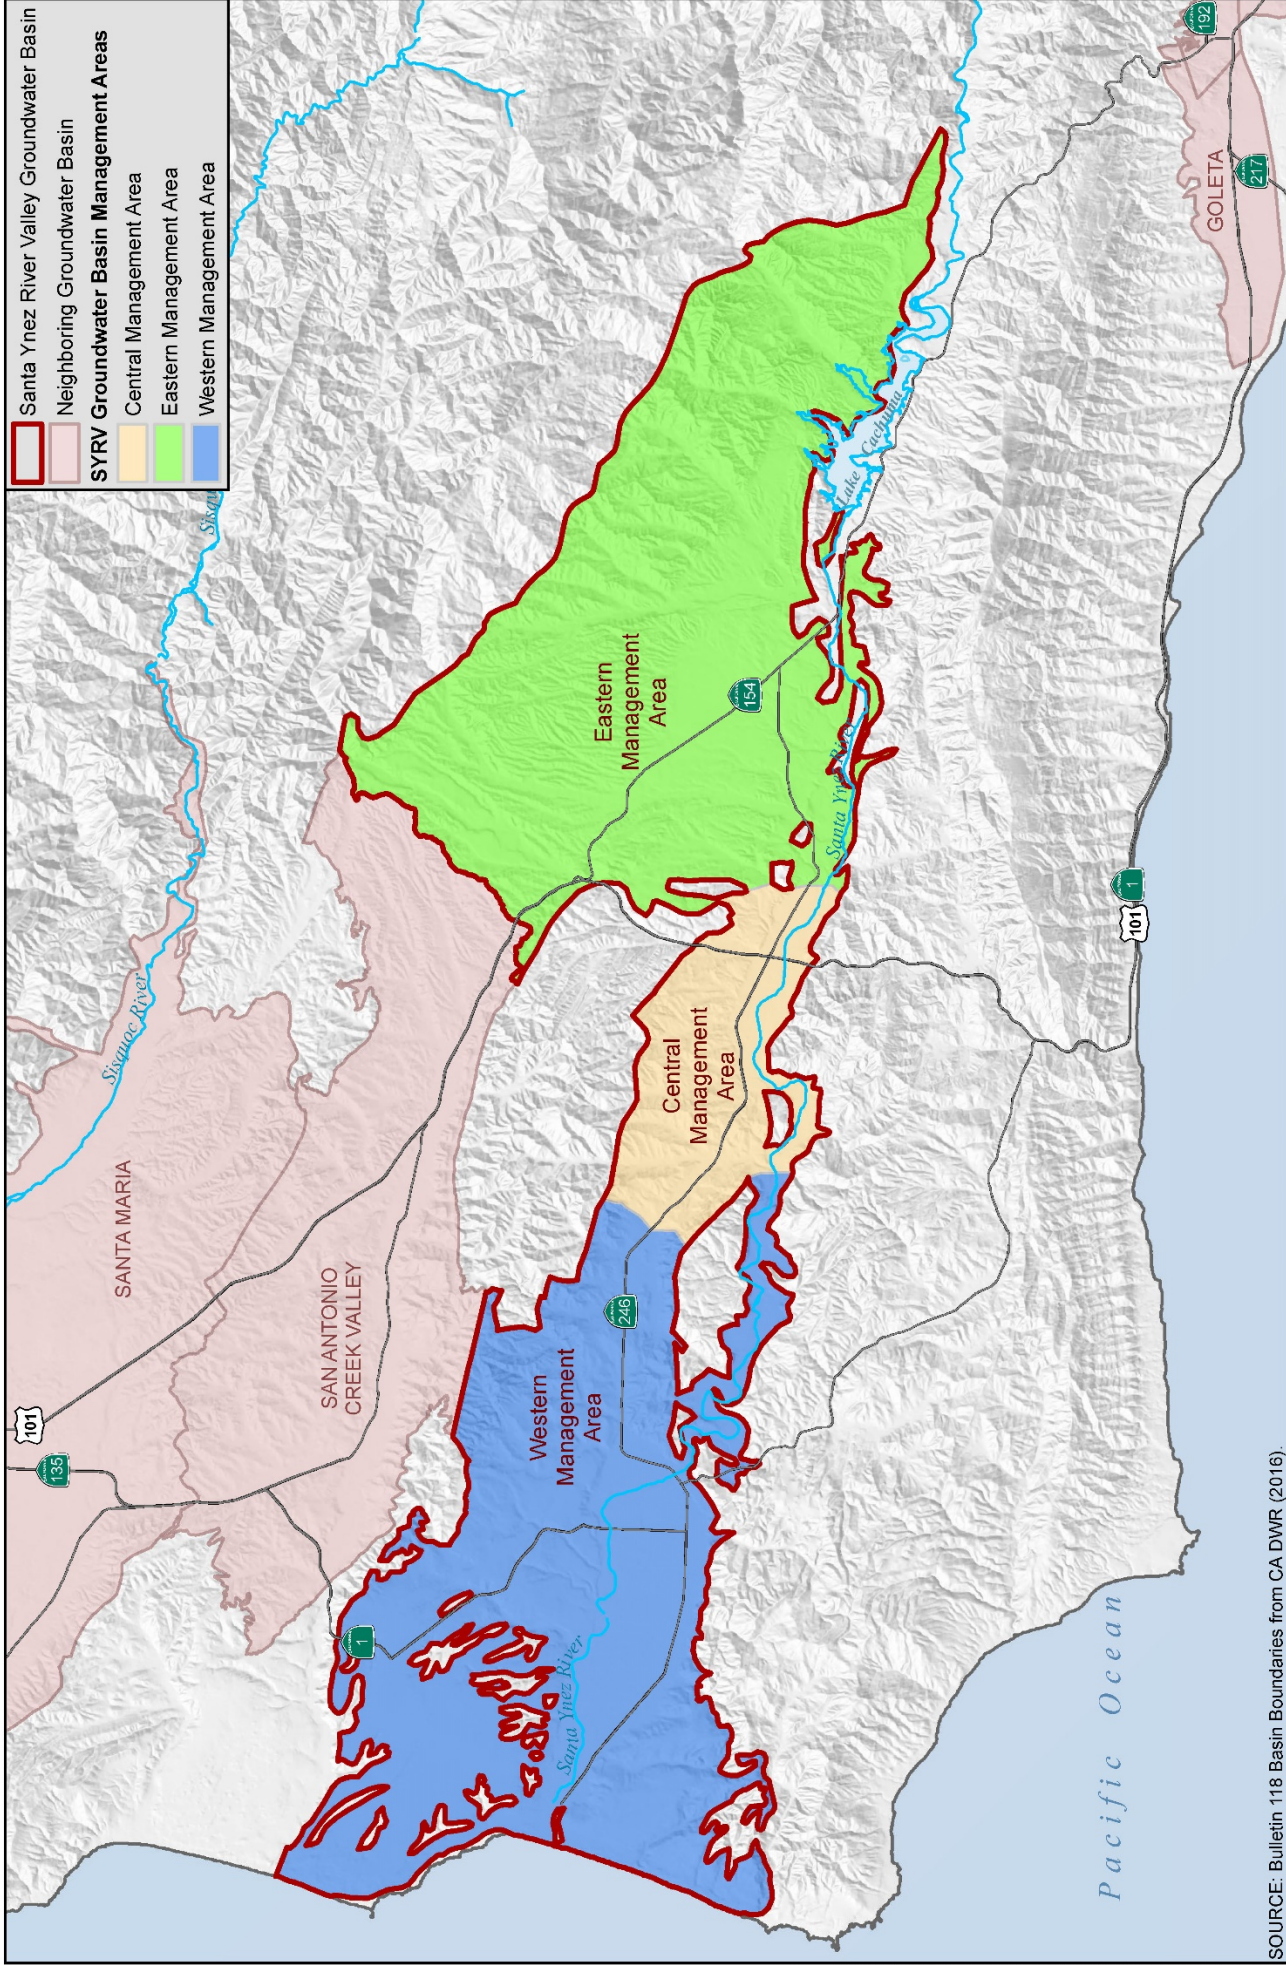 Santa Ynez River Valley Groundwater Basin
Neighboring Groundwater Basin
SYRV Groundwater Basin Management Areas
Central Management Area
Eastern Management Area
Western Management Area
Sisqu
Sisquoc River
SANTA MARIA
SAN ANTONIO
CREEK VALLEY
101
135
1
Western
Management
Area
246
Santa Ynez River
Central
Management
Area
Eastern
Management
Area
154
Santa Ynez River
Lake Cachuma
192
GOLETA
217
1
101
Pacific Ocean
SOURCE: Bulletin 118 Basin Boundaries from CA DWR (2016).